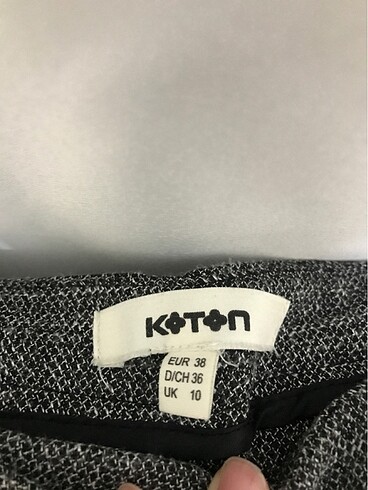 KOTON
EUR 38
D/CH 36
UK 10